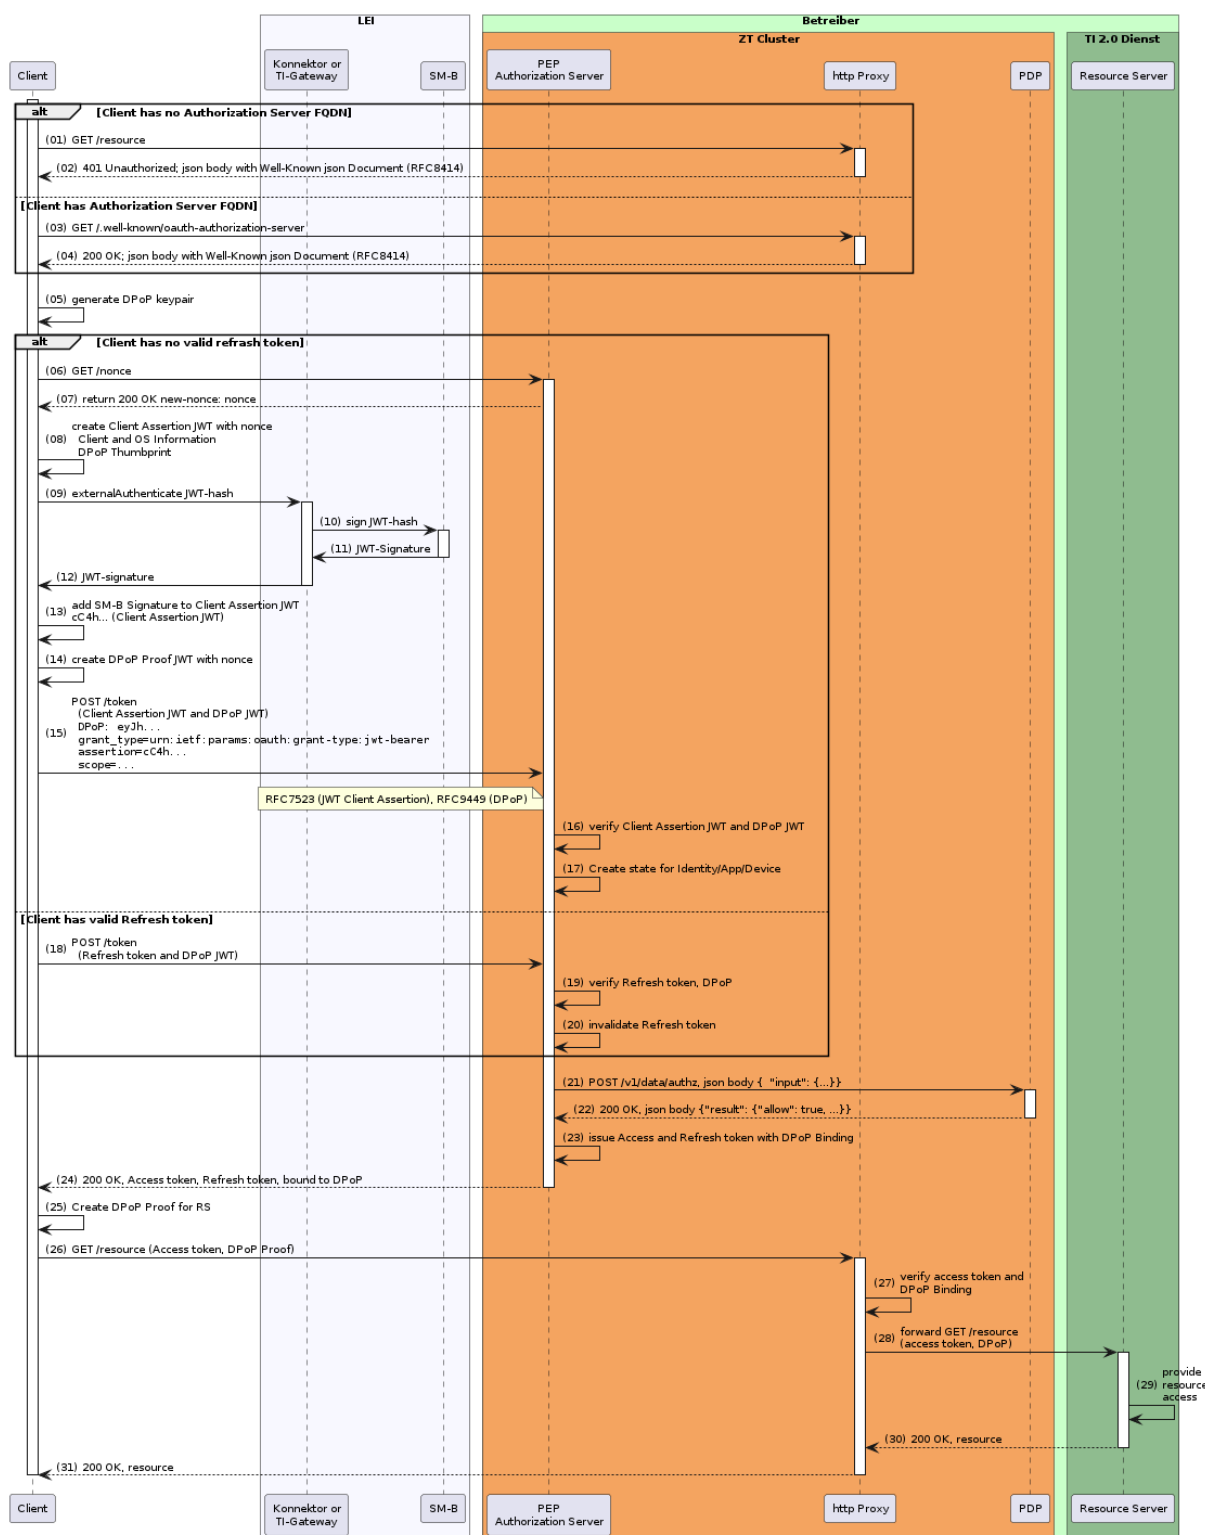 LEI
Betreiber
ZT Cluster
TI 2.0 Dienst
Client
Konnektor or
TI-Gateway
SM-B
PEP
Authorization Server
http Proxy
PDP
Resource Server
alt [Client has no Authorization Server FQDN]
(01) GET /resource
(02) 401 Unauthorized; json body with Well-Known json Document (RFC8414)
[Client has Authorization Server FQDN]
(03) GET /.well-known/oauth-authorization-server
(04) 200 OK; json body with Well-Known json Document (RFC8414)
(05) generate DPoP keypair
alt [Client has no valid refrash token]
(06) GET /nonce
(07) return 200 OK new-nonce: nonce
(08) create Client Assertion JWT with nonce
Client and OS Information
DPoP Thumbprint
(09) externalAuthenticate JWT-hash
(10) sign JWT-hash
(11) JWT-Signature
(12) JWT-signature
(13) add SM-B Signature to Client Assertion JWT
cC4h... (Client Assertion JWT)
(14) create DPoP Proof JWT with nonce
(15) POST /token
(Client Assertion JWT and DPoP JWT)
DPoP: eyJh...
grant_type=urn:ietf:params:oauth:grant-type:jwt-bearer
assertion=cC4h...
scope=...
RFC7523 (JWT Client Assertion), RFC9449 (DPoP)
(16) verify Client Assertion JWT and DPoP JWT
(17) Create state for Identity/App/Device
[Client has valid Refresh token]
(18) POST /token
(Refresh token and DPoP JWT)
(19) verify Refresh token, DPoP
(20) invalidate Refresh token
(21) POST /v1/data/authz, json body { "input": {...}}
(22) 200 OK, json body {"result": {"allow": true, ...}}
(23) issue Access and Refresh token with DPoP Binding
(24) 200 OK, Access token, Refresh token, bound to DPoP
(25) Create DPoP Proof for RS
(26) GET /resource (Access token, DPoP Proof)
(27) verify access token and
DPoP Binding
(28) forward GET /resource
(access token, DPoP)
(29) provide
resource
access
(30) 200 OK, resource
(31) 200 OK, resource
Client
Konnektor or
TI-Gateway
SM-B
PEP
Authorization Server
http Proxy
PDP
Resource Server